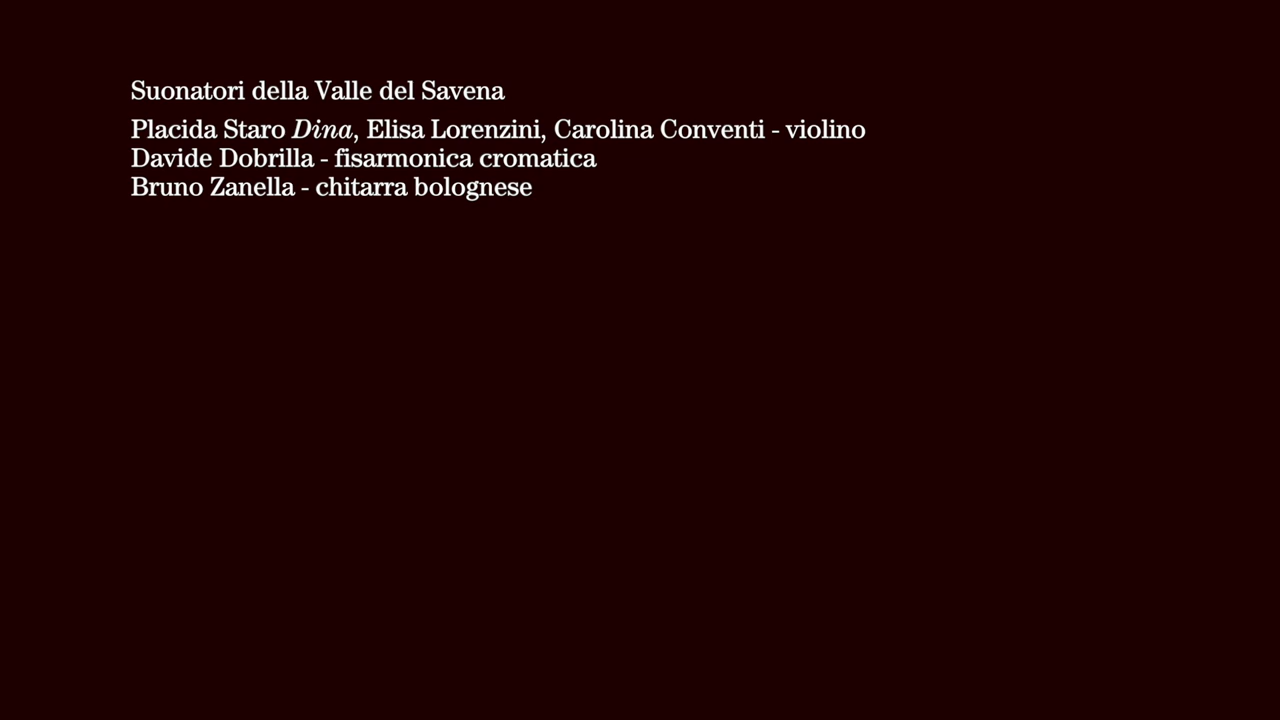 Suonatori della Valle del Savena
Placida Staro Dina, Elisa Lorenzini, Carolina Conventi - violino
Davide Dobrilla - fisarmonica cromatica
Bruno Zanella - chitarra bolognese